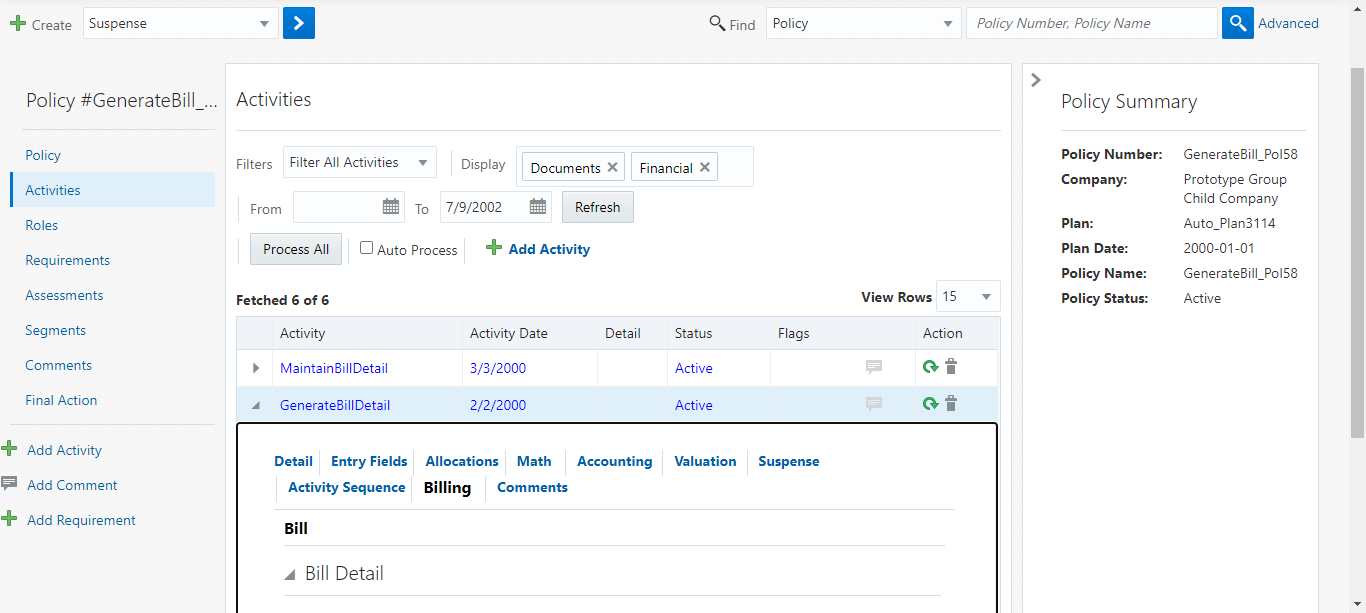 Create Suspense Find Policy Policy Number, Policy Name Advanced
Policy #GenerateBill_...
Policy
Activities
Roles
Requirements
Assessments
Segments
Comments
Final Action
Add Activity
Add Comment
Add Requirement
Activities
Filters Filter All Activities Display Documents Financial
From To 7/9/2002 Refresh
Process All Auto Process Add Activity
Fetched 6 of 6 View Rows 15
Activity Activity Date Detail Status Flags Action
MaintainBillDetail 3/3/2000 Active
GenerateBillDetail 2/2/2000 Active
Detail Entry Fields Allocations Math Accounting Valuation Suspense
Activity Sequence Billing Comments
Bill
Bill Detail
Policy Summary
Policy Number: GenerateBill_Pol58
Company: Prototype Group
Child Company
Plan: Auto_Plan3114
Plan Date: 2000-01-01
Policy Name: GenerateBill_Pol58
Policy Status: Active